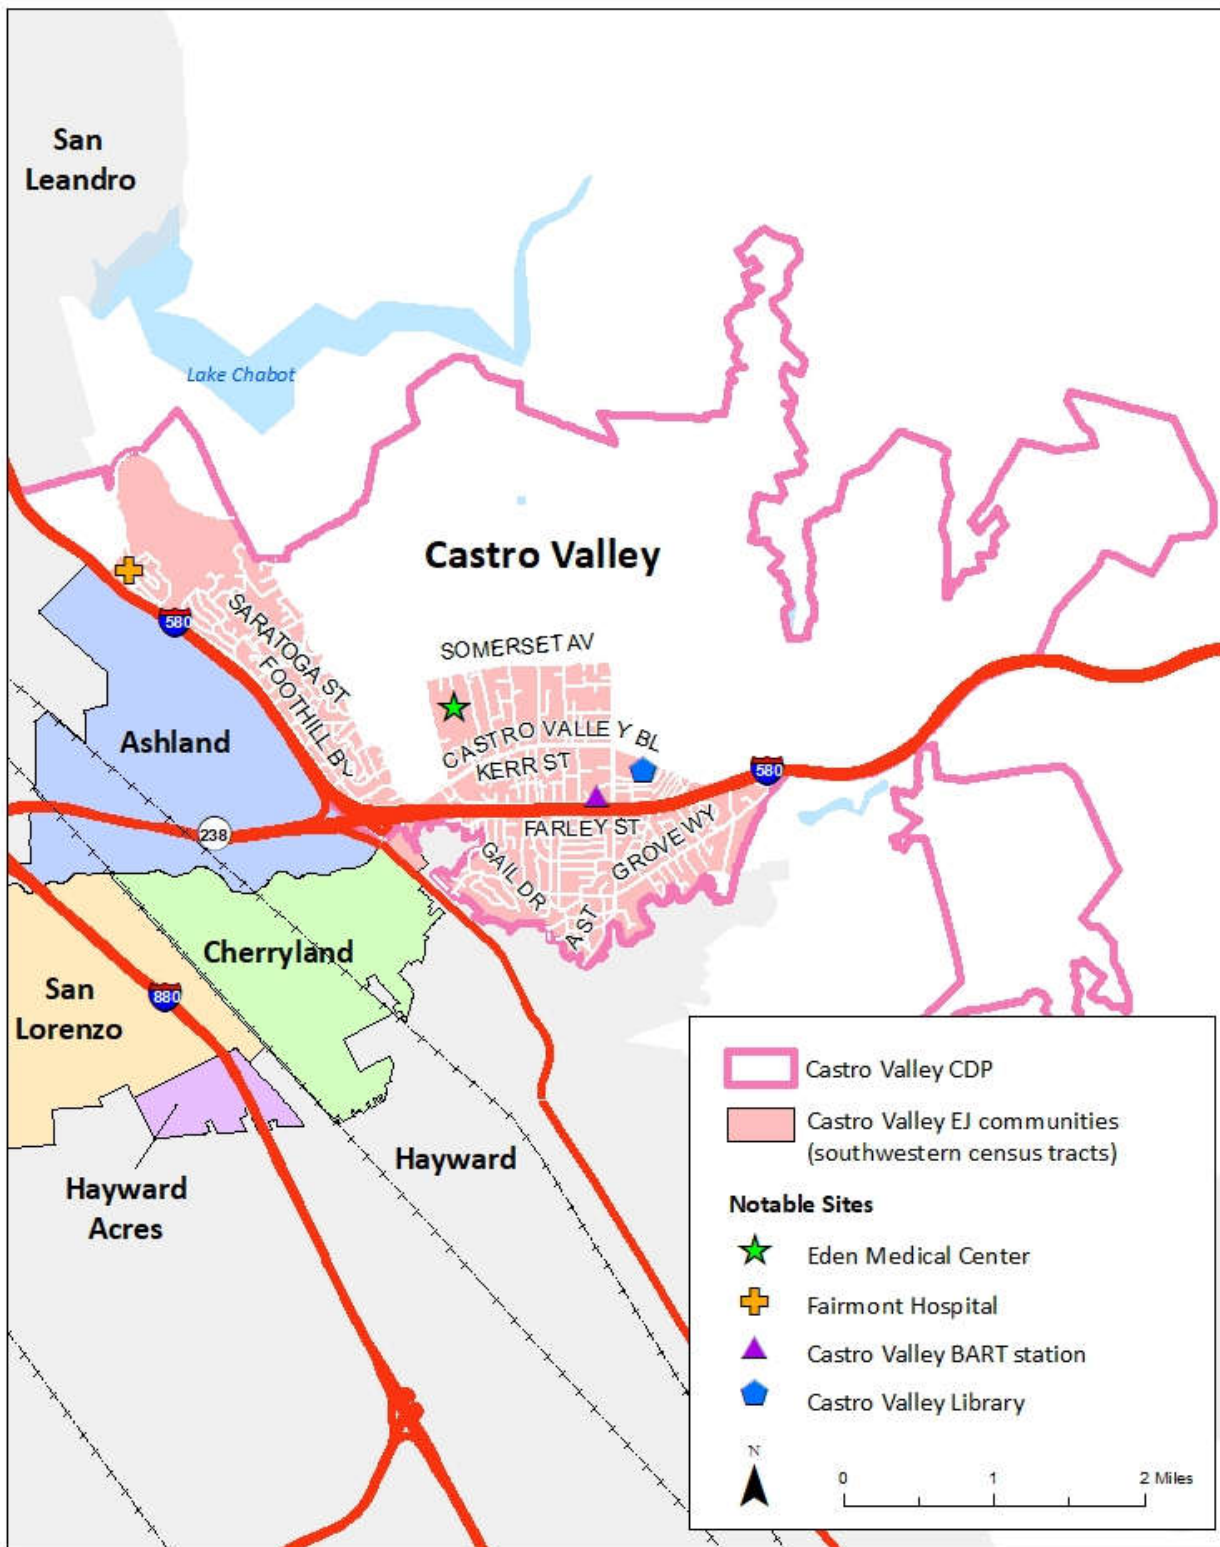 San
Leandro
Lake Chabot
Castro Valley
SARATOGA ST
FOOTHILL BL
580
SOMERSET AV
CASTRO VALLEY BL
KERR ST
580
Ashland
238
FARLEY ST
GROVE WY
GAIL DR
A ST
Cherryland
San
Lorenzo
880
Hayward
Hayward
Acres
Castro Valley CDP
Castro Valley EJ communities
(southwestern census tracts)
Notable Sites
Eden Medical Center
Fairmont Hospital
Castro Valley BART station
Castro Valley Library
N
0 1 2 Miles